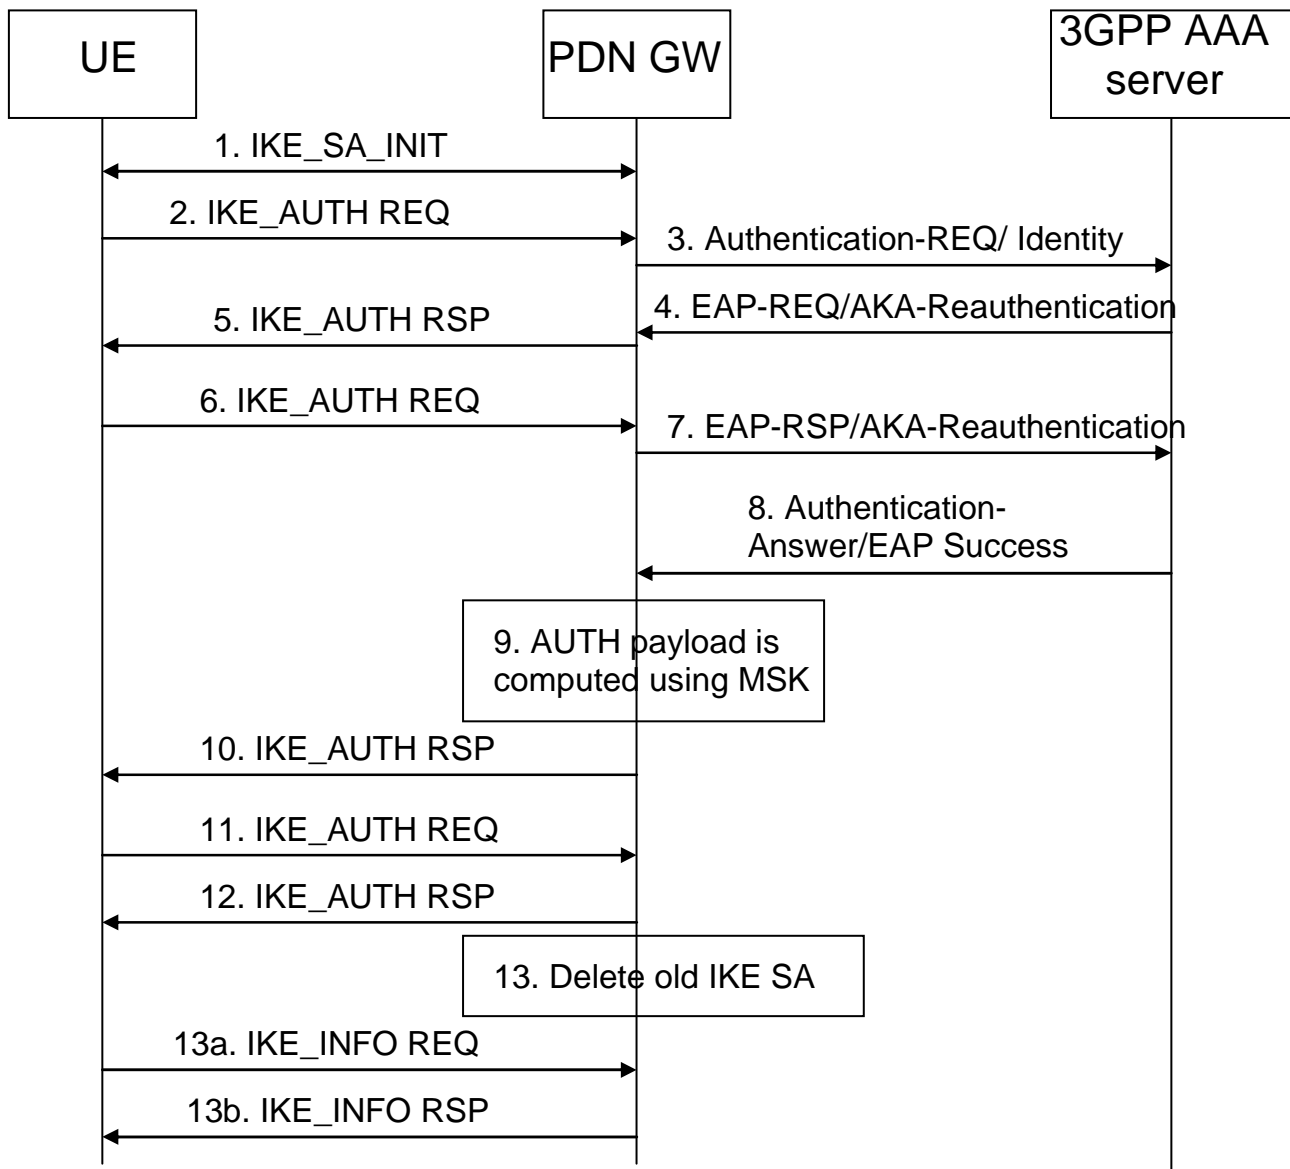 UE
PDN GW
3GPP AAA
server
1. IKE_SA_INIT
2. IKE_AUTH REQ
3. Authentication-REQ/ Identity
4. EAP-REQ/AKA-Reauthentication
5. IKE_AUTH RSP
6. IKE_AUTH REQ
7. EAP-RSP/AKA-Reauthentication
8. Authentication-
Answer/EAP Success
9. AUTH payload is
computed using MSK
10. IKE_AUTH RSP
11. IKE_AUTH REQ
12. IKE_AUTH RSP
13. Delete old IKE SA
13a. IKE_INFO REQ
13b. IKE_INFO RSP